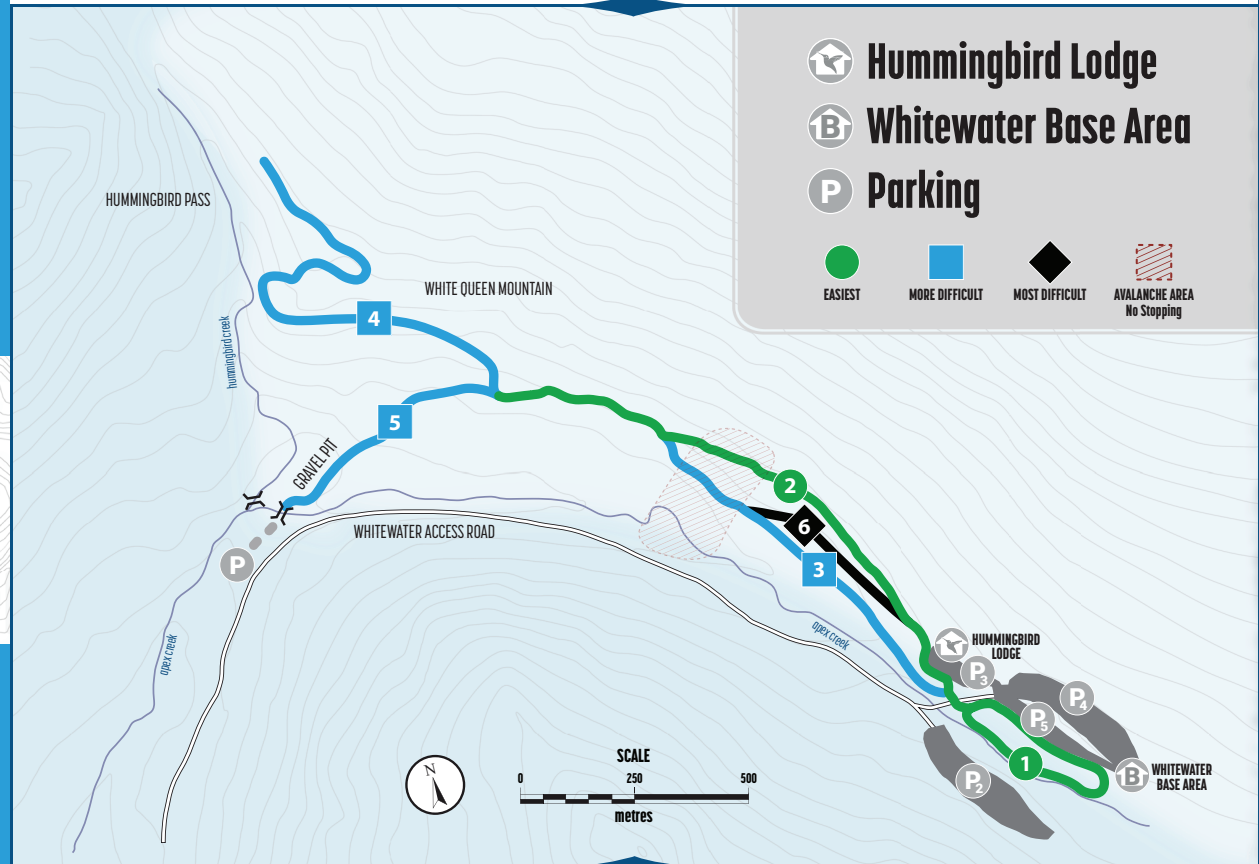 Hummingbird Lodge
B Whitewater Base Area
P Parking
EASIEST
MORE DIFFICULT
MOST DIFFICULT
AVALANCHE AREA
No Stopping
HUMMINGBIRD PASS
WHITE QUEEN MOUNTAIN
4
hummingbird creek
5
GRAVEL PIT
2
6
WHITEWATER ACCESS ROAD
P
3
apex creek
apex creek
HUMMINGBIRD
LODGE
P3
P4
P5
1
B
WHITEWATER
BASE AREA
P2
N
SCALE
0 250 500
metres